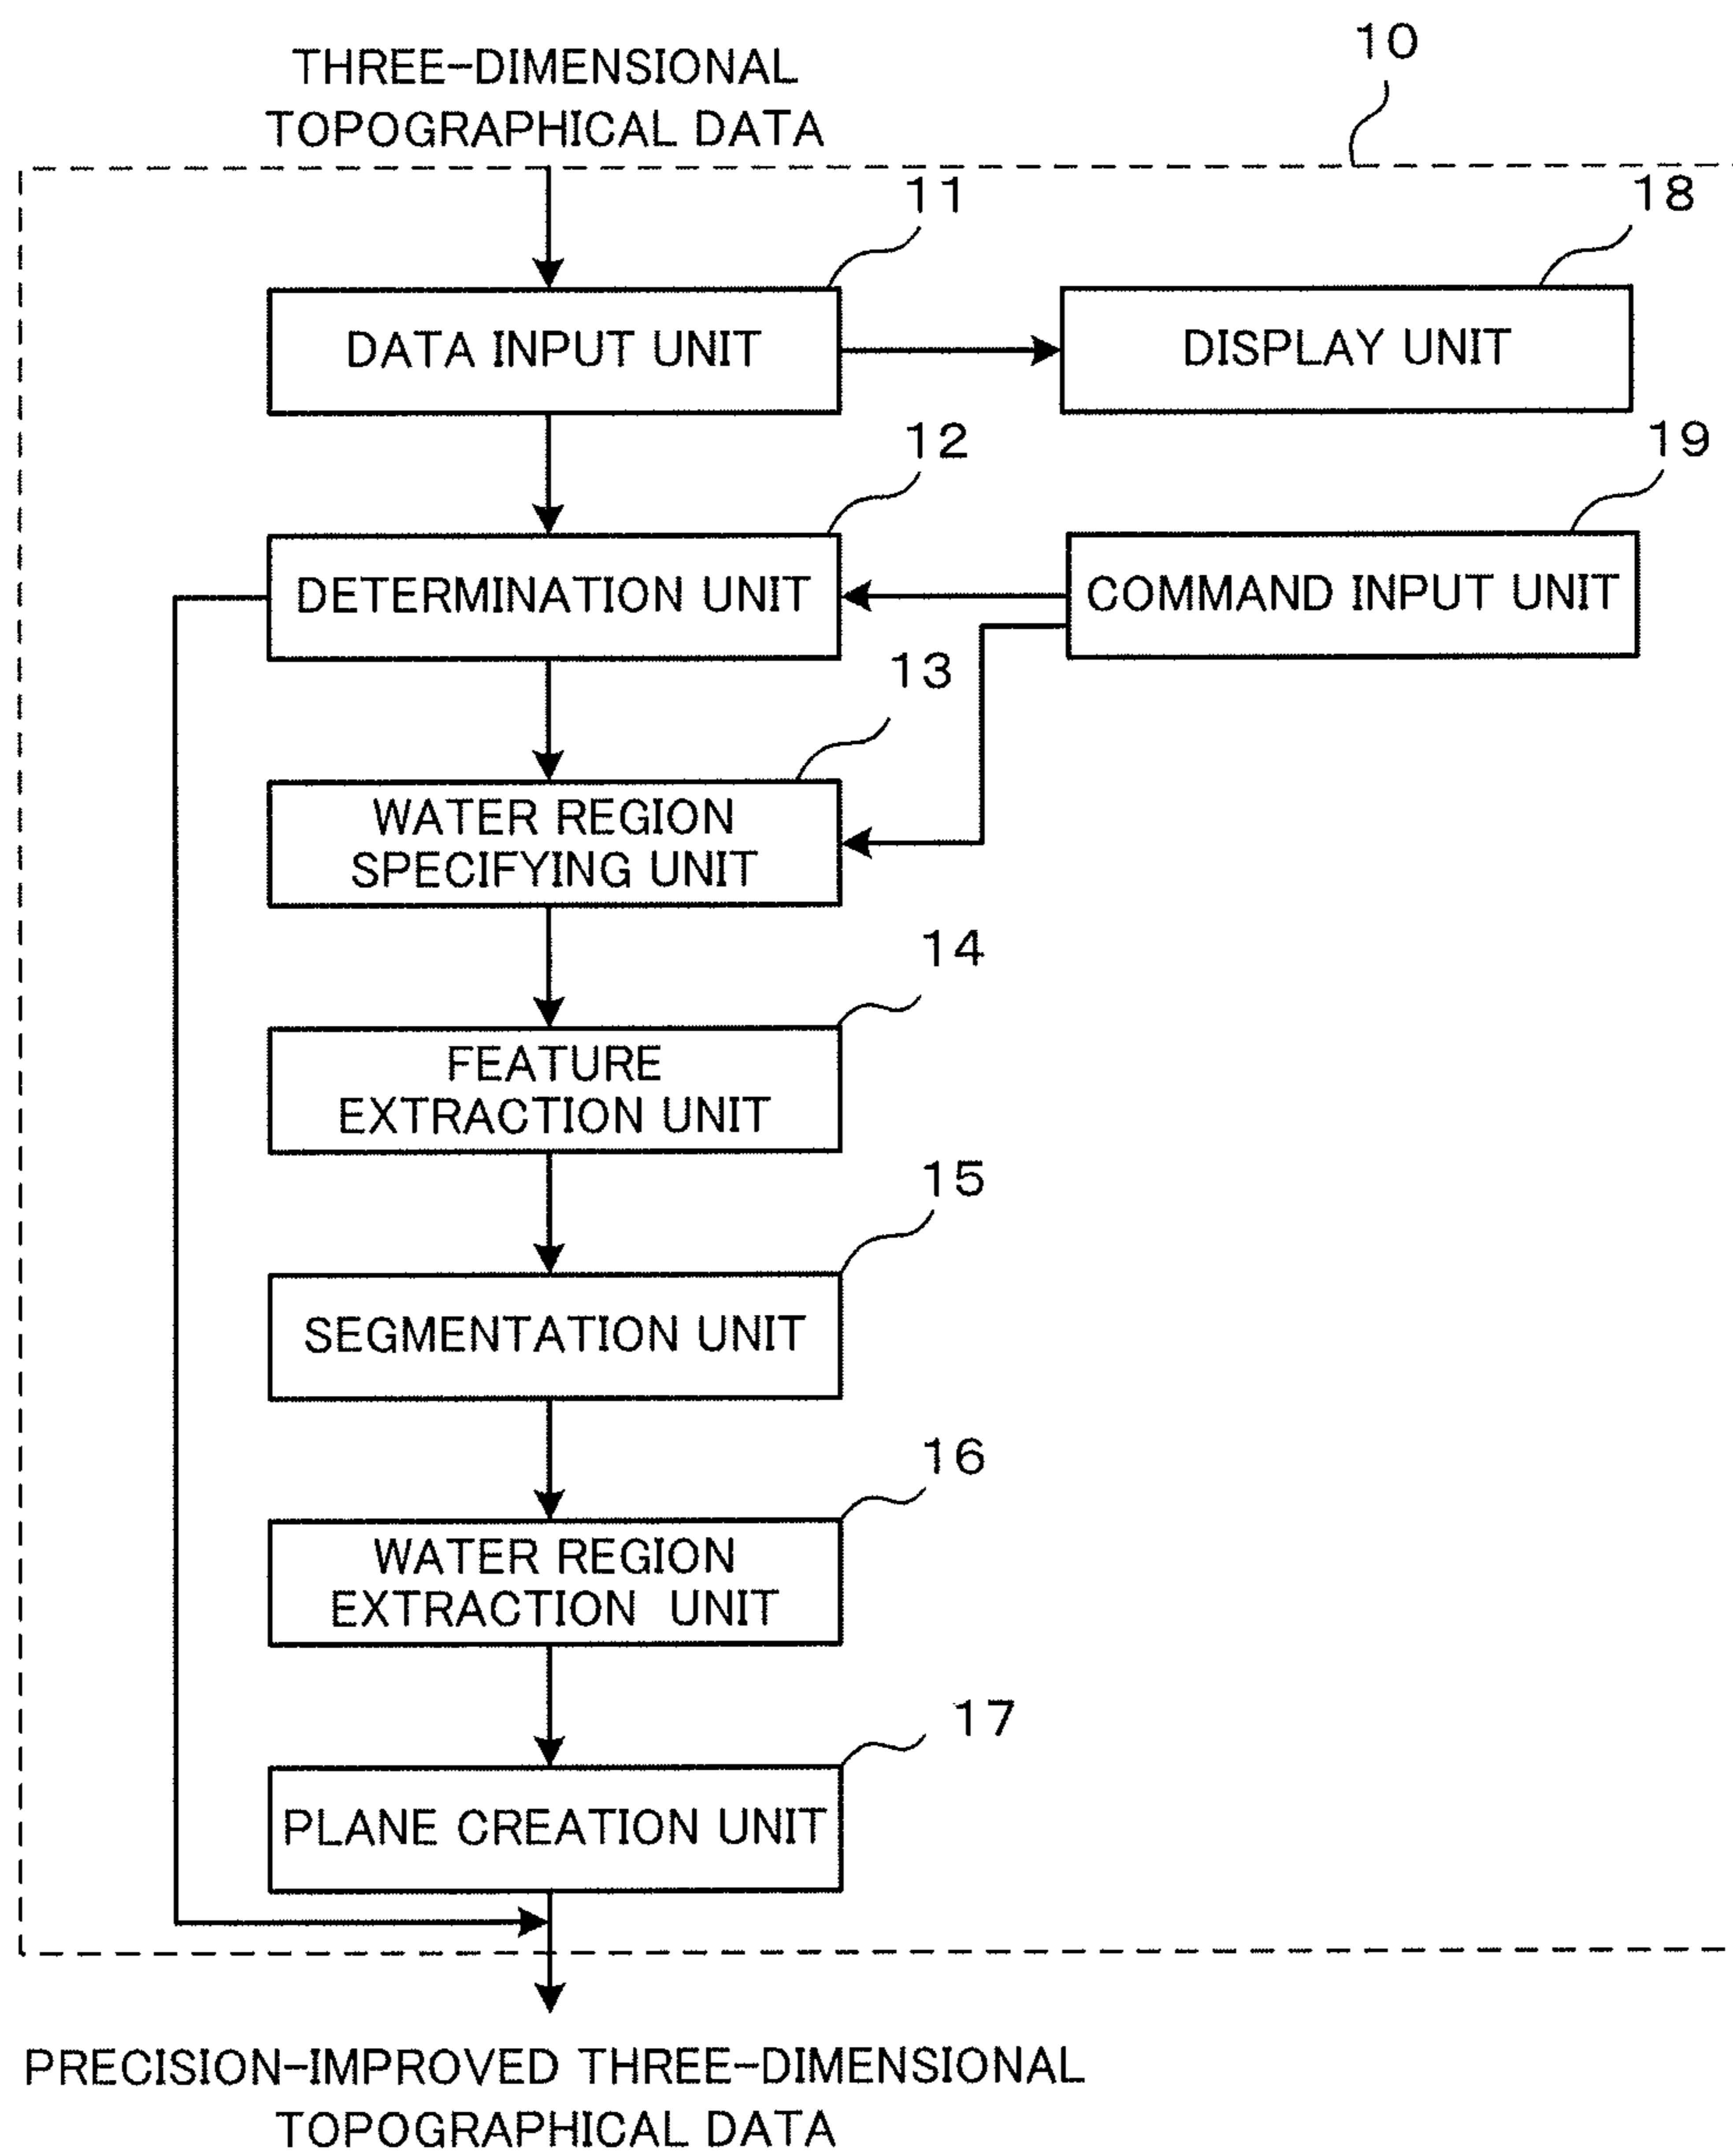 10
THREE-DIMENSIONAL
TOPOGRAPHICAL DATA
11
18
DATA INPUT UNIT
DISPLAY UNIT
12
19
DETERMINATION UNIT
COMMAND INPUT UNIT
13
WATER REGION
SPECIFYING UNIT
14
FEATURE
EXTRACTION UNIT
15
SEGMENTATION UNIT
16
WATER REGION
EXTRACTION UNIT
17
PLANE CREATION UNIT
PRECISION-IMPROVED THREE-DIMENSIONAL
TOPOGRAPHICAL DATA